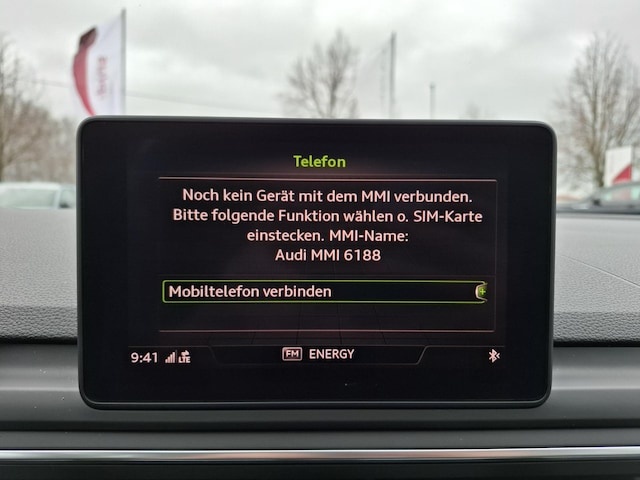 Telefon
Noch kein Gerät mit dem MMI verbunden.
Bitte folgende Funktion wählen o. SIM-Karte
einstecken. MMI-Name:
Audi MMI 6188
Mobiltelefon verbinden
9:41 LTE FM ENERGY